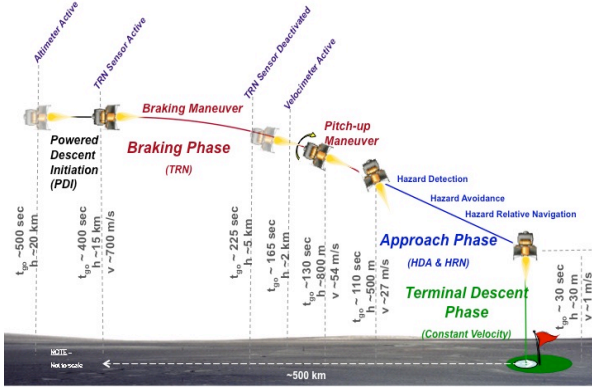 Altimeter Active
TRN Sensor Active
TRN Sensor Deactivated
Velocimeter Active
Braking Maneuver
Pitch-up
Maneuver
Powered
Descent
Initiation
(PDI)
Braking Phase
(TRN)
Hazard Detection
Hazard Avoidance
Hazard Relative Navigation
Approach Phase
(HDA & HRN)
Terminal Descent
Phase
(Constant Velocity)
tgo ~500 sec
h ~20 km
tgo ~ 400 sec
h ~15 km
v ~700 m/s
tgo ~ 225 sec
h ~5 km
tgo ~ 165 sec
h ~2 km
tgo ~130 sec
h ~800 m
v ~54 m/s
tgo ~ 110 sec
h ~500 m
v ~27 m/s
tgo ~ 30 sec
h ~30 m
v ~1 m/s
NOTE -
Not to scale
~500 km